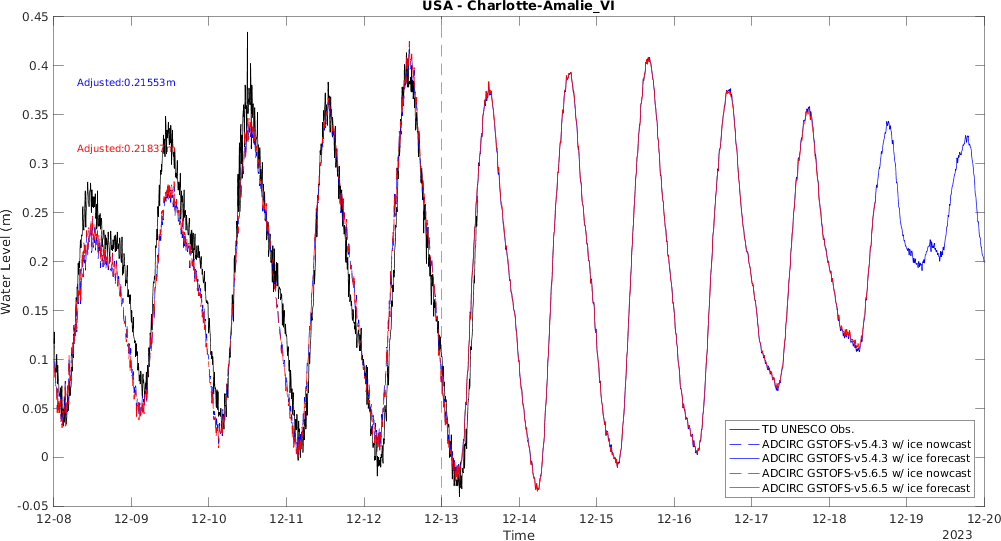 USA - Charlotte-Amalie_VI
0.45
0.4
0.35
0.3
0.25
0.2
0.15
0.1
0.05
0
-0.05
Water Level (m)
Adjusted:0.21553m
Adjusted:0.21837m
TD UNESCO Obs.
ADCIRC GSTOFS-v5.4.3 w/ ice nowcast
ADCIRC GSTOFS-v5.4.3 w/ ice forecast
ADCIRC GSTOFS-v5.6.5 w/ ice nowcast
ADCIRC GSTOFS-v5.6.5 w/ ice forecast
12-08 12-09 12-10 12-11 12-12 12-13 12-14 12-15 12-16 12-17 12-18 12-19 12-20
Time
2023